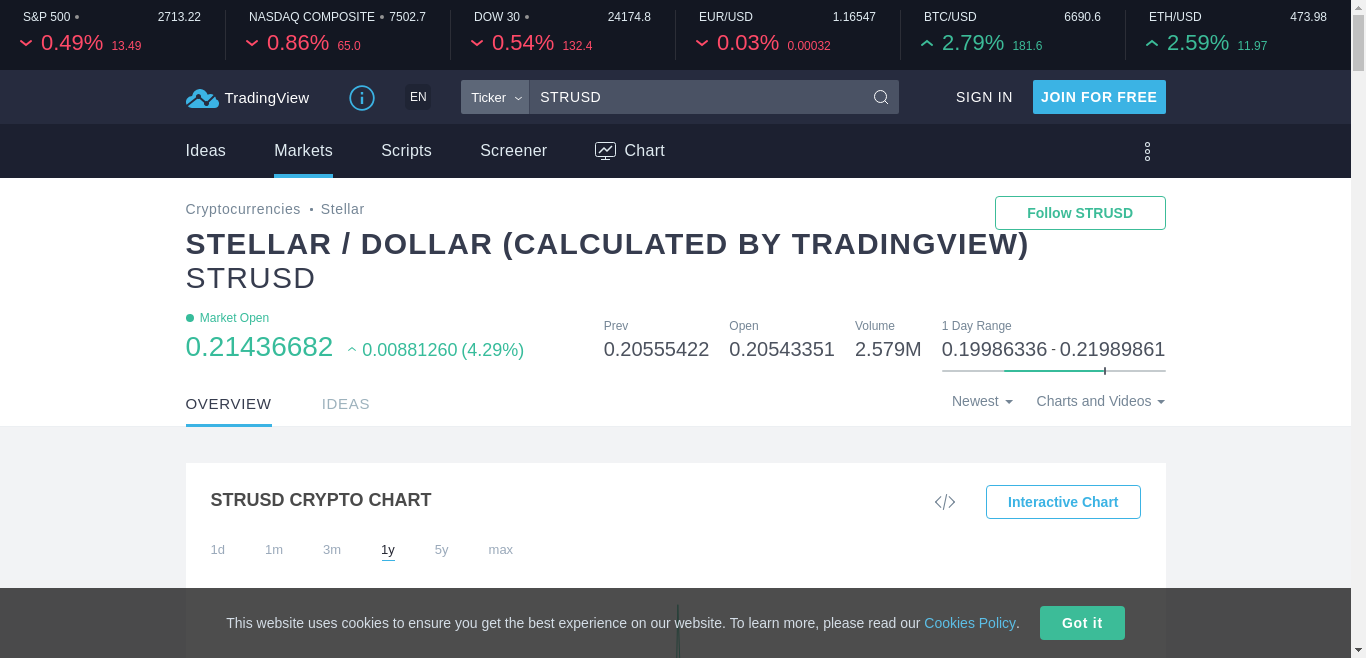 S&P 500 • 2713.22
0.49% 13.49
NASDAQ COMPOSITE • 7502.7
0.86% 65.0
DOW 30 • 24174.8
0.54% 132.4
EUR/USD 1.16547
0.03% 0.00032
BTC/USD 6690.6
2.79% 181.6
ETH/USD 473.98
2.59% 11.97
TradingView
EN
Ticker STRUSD
SIGN IN
JOIN FOR FREE
Ideas Markets Scripts Screener Chart
Cryptocurrencies • Stellar
Follow STRUSD
STELLAR / DOLLAR (CALCULATED BY TRADINGVIEW)
STRUSD
Market Open
0.21436682 0.00881260 (4.29%)
Prev Open Volume 1 Day Range
0.20555422 0.20543351 2.579M 0.19986336 - 0.21989861
OVERVIEW IDEAS
Newest Charts and Videos
STRUSD CRYPTO CHART
</> Interactive Chart
1d 1m 3m 1y 5y max
This website uses cookies to ensure you get the best experience on our website. To learn more, please read our Cookies Policy.
Got it